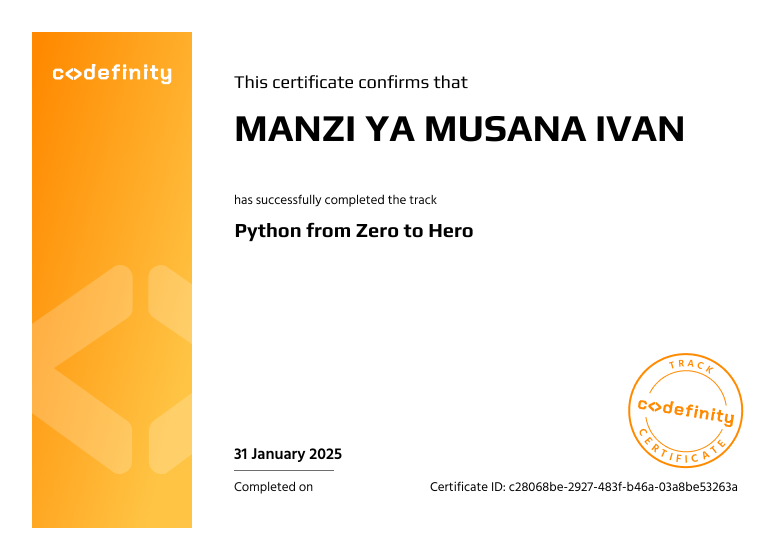 c<>definity
This certificate confirms that
MANZI YA MUSANA IVAN
has successfully completed the track
Python from Zero to Hero
TRACK
c<>definity
CERTIFICATE
31 January 2025
Completed on
Certificate ID: c28068be-2927-483f-b46a-03a8be53263a